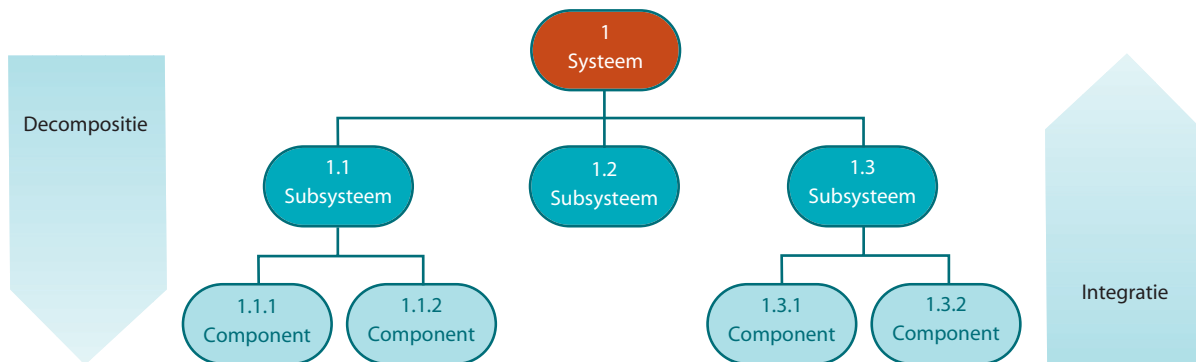 1
Systeem
Decompositie
1.1
Subsysteem
1.2
Subsysteem
1.3
Subsysteem
1.1.1
Component
1.1.2
Component
1.3.1
Component
1.3.2
Component
Integratie